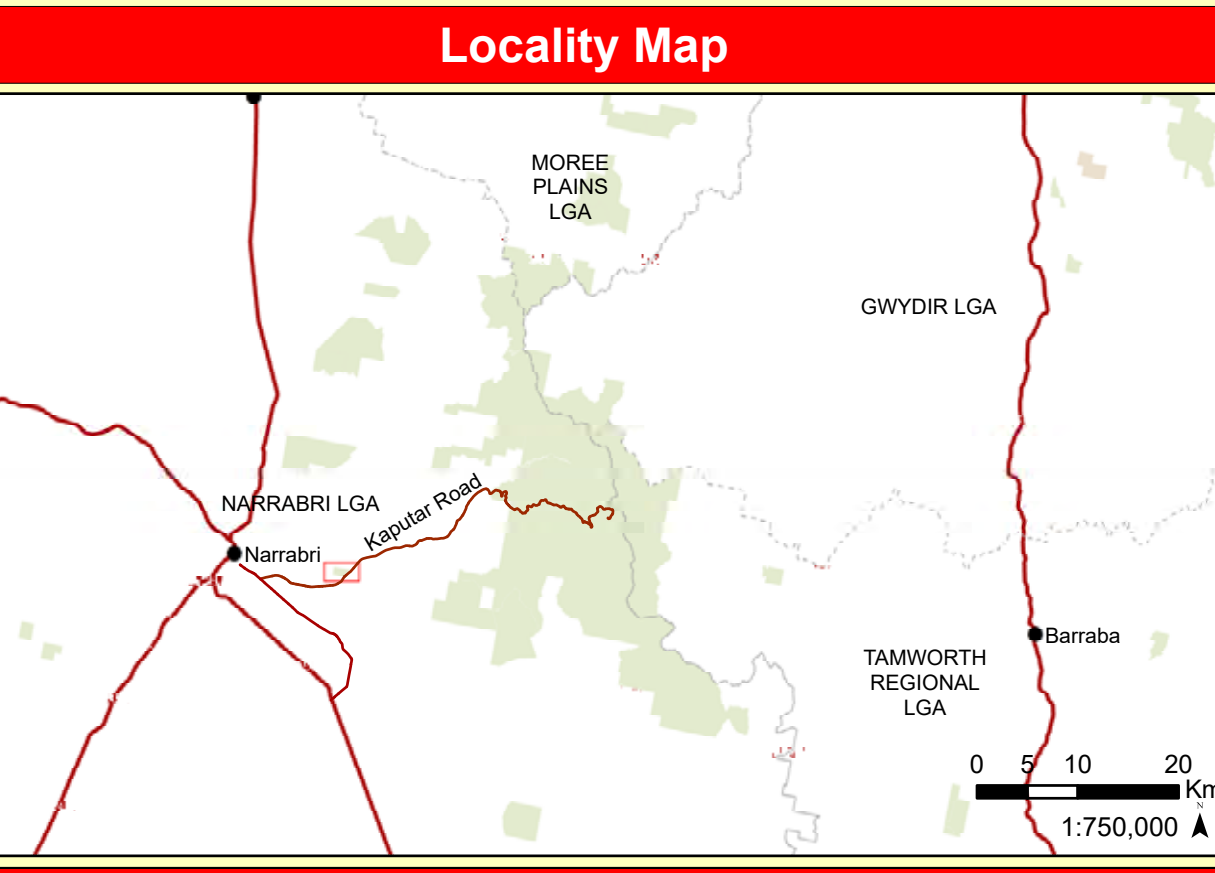 Locality Map
MOREE
PLAINS
LGA
GWYDIR LGA
NARRABRI LGA
Kaputar Road
Narrabri
Barraba
TAMWORTH
REGIONAL
LGA
0 5 10 20
Km
N
1:750,000